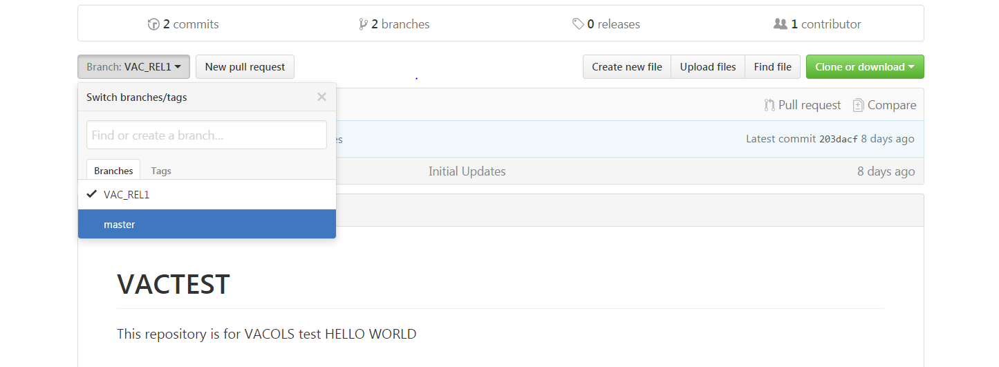 2 commits 2 branches 0 releases 1 contributor
Branch: VAC_REL1 New pull request Create new file Upload files Find file Clone or download
Switch branches/tags
Pull request Compare
Find or create a branch...
Latest commit 203dacf 8 days ago
Branches Tags
Initial Updates 8 days ago
VAC_REL1
master
VACTEST
This repository is for VACOLS test HELLO WORLD